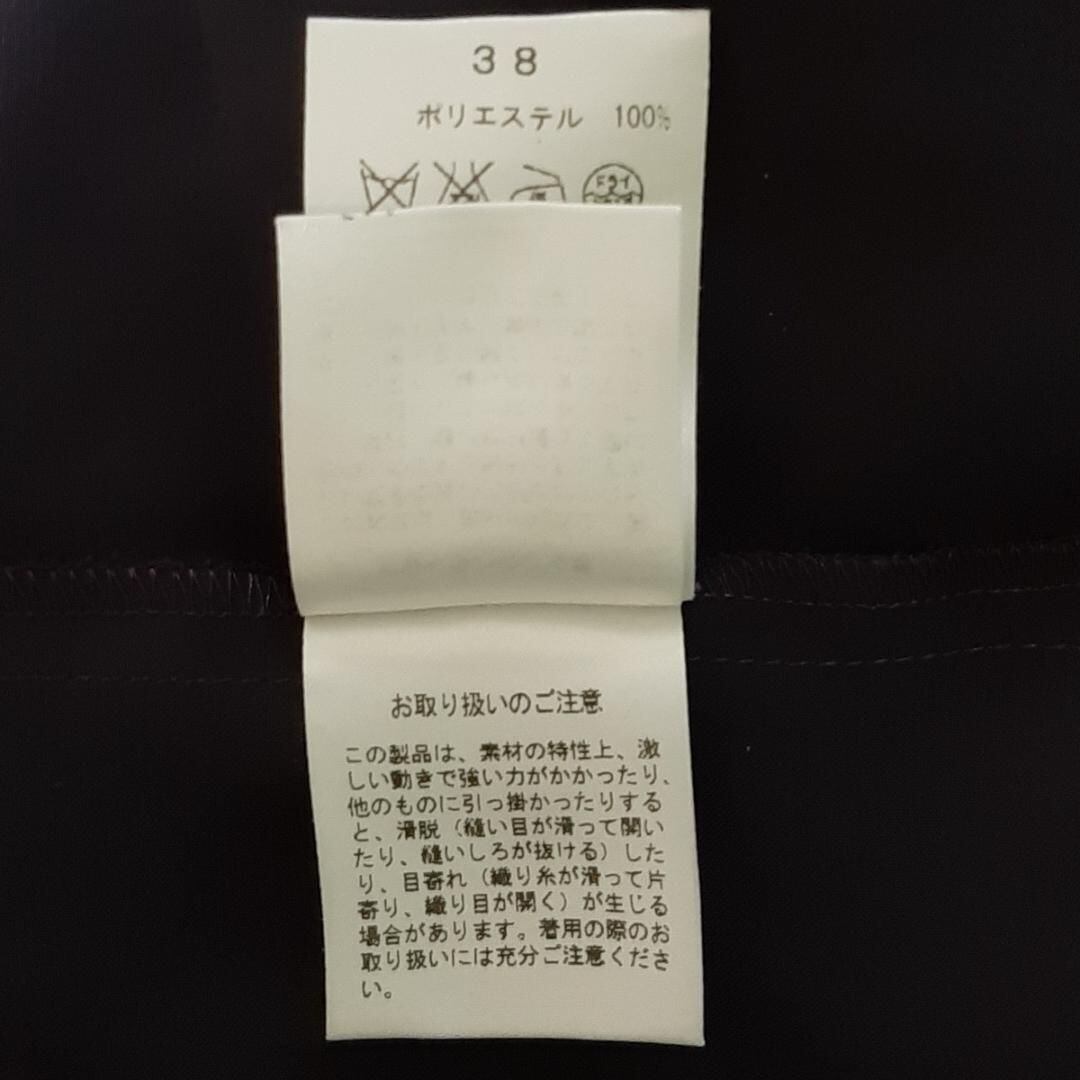 38
ポリエステル 100%
ドライ
お取り扱いのご注意
この製品は、素材の特性上、激
しい動きで強い力がかかったり、
他のものに引っ掛かったりする
と、滑脱（縫い目が滑って開い
たり、縫いしろが抜ける）した
り、目寄れ（織り糸が滑って片
寄り、織り目が開く）が生じる
場合があります。着用の際のお
取り扱いには充分ご注意くださ
い。